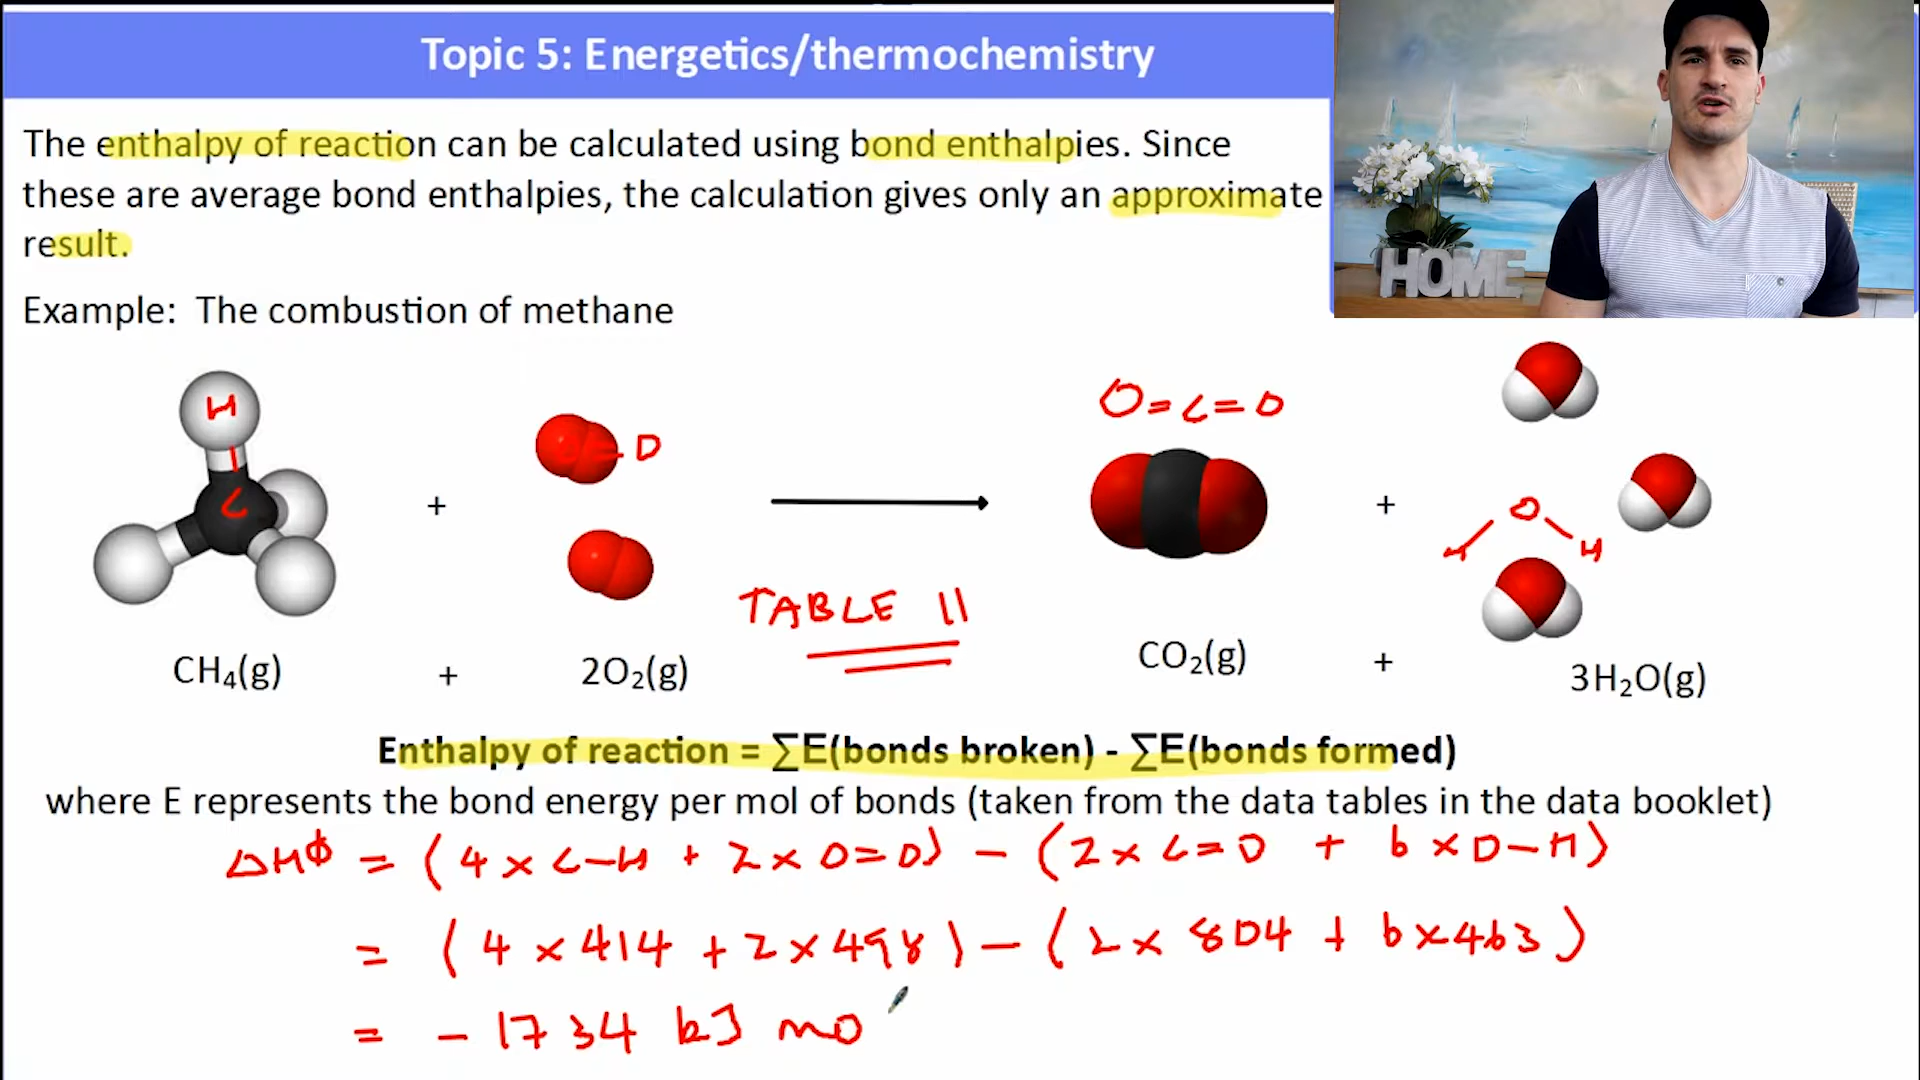 Topic 5: Energetics/thermochemistry
The enthalpy of reaction can be calculated using bond enthalpies. Since
these are average bond enthalpies, the calculation gives only an approximate
result.
HOME
Example: The combustion of methane
H
C
O
O=C=O
O
H H
TABLE 11
CH₄(g) + 2O₂(g) CO₂(g) + 3H₂O(g)
+ +
Enthalpy of reaction = ∑E(bonds broken) - ∑E(bonds formed)
where E represents the bond energy per mol of bonds (taken from the data tables in the data booklet)
ΔHϕ = (4 x C-H + 2 x O=O) - (2 x C=O + 6 x O-H)
= (4 x 414 + 2 x 498) - (2 x 804 + 6 x 463)
= - 1734 kJ mo